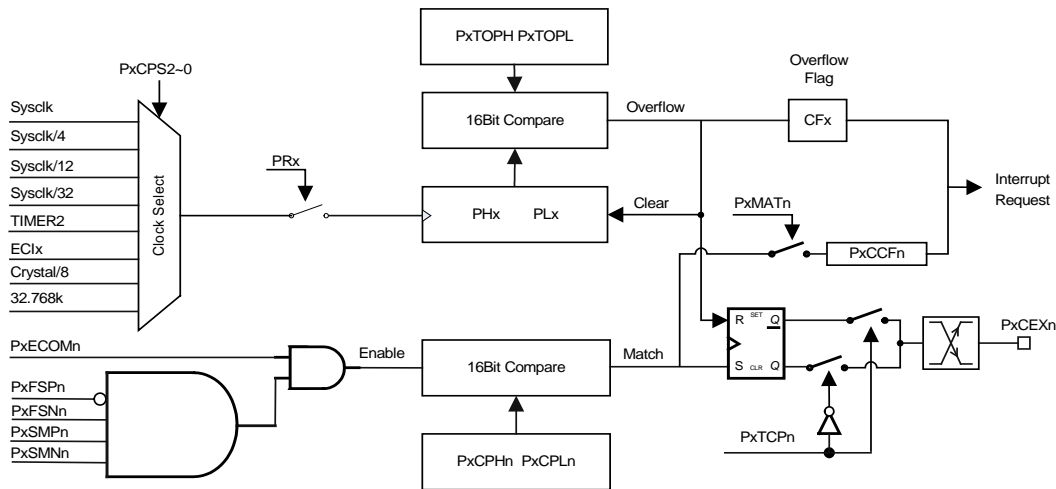 PxTOPH PxTOPL
PxCPS2~0
Overflow
Flag
Sysclk
16Bit Compare
Overflow
CFx
Sysclk/4
Sysclk/12
PRx
Sysclk/32
Clock Select
PHx PLx
Clear
PxMATn
Interrupt
Request
TIMER2
ECIx
PxCCFn
Crystal/8
32.768k
R SET Q
PxCEXn
PxECOMn
Enable
16Bit Compare
Match
S CLR Q
PxFSPn
PxFSNn
PxSMPn
PxTCPn
PxSMNn
PxCPHn PxCPLn